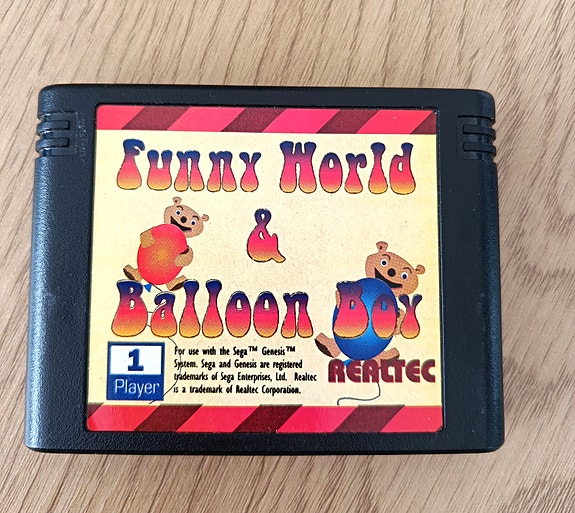 Funny World
&
Balloon Boy
1
Player
For use with the Sega™ Genesis™
System. Sega and Genesis are registered
trademarks of Sega Enterprises, Ltd. Realtec
is a trademark of Realtec Corporation.
REALTEC